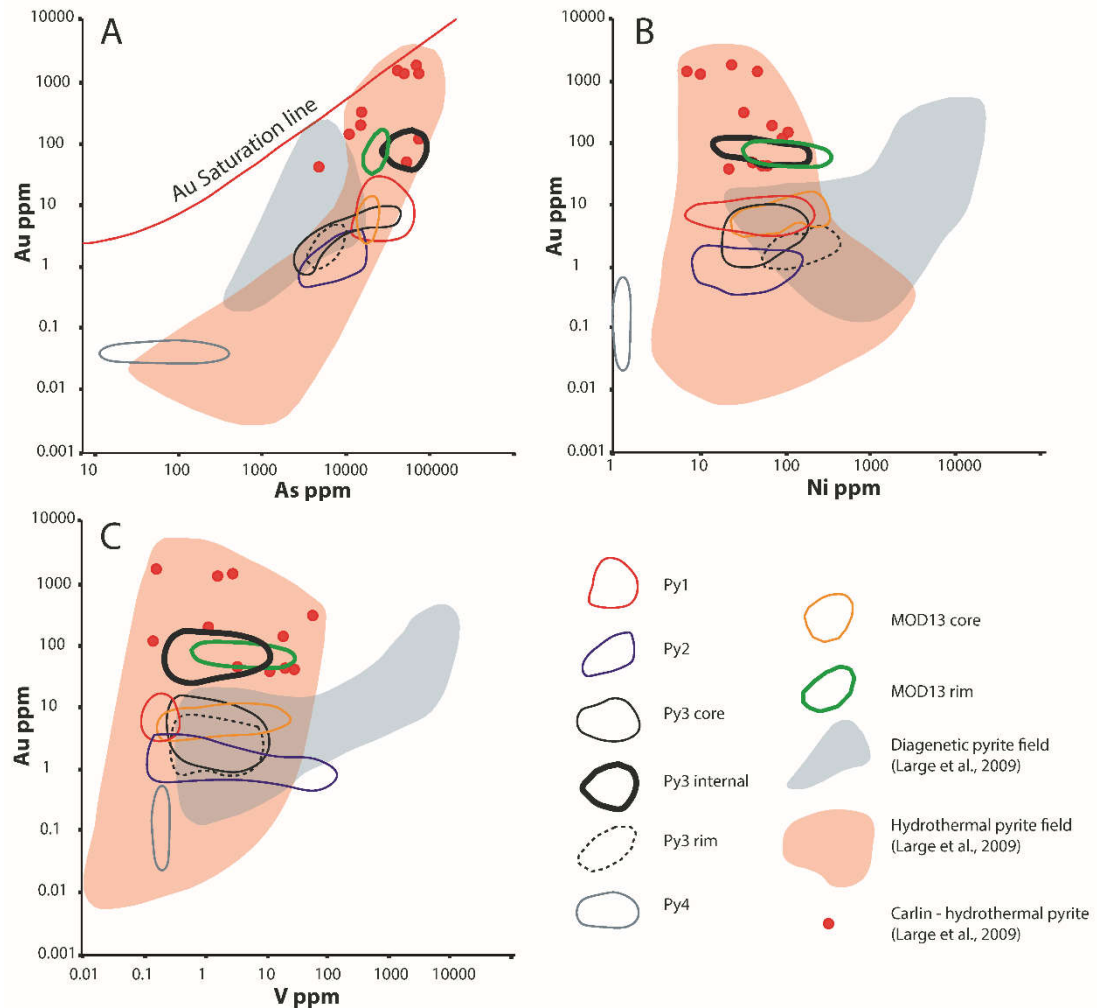 A
10000
1000
100
10
1
0.1
0.01
0.001
Au ppm
Au Saturation line
10
100
1000
10000
100000
As ppm
B
10000
1000
100
10
1
0.1
0.01
0.001
Au ppm
1
10
100
1000
10000
1
Ni ppm
C
10000
1000
100
10
1
0.1
0.01
0.001
Au ppm
0.01
0.1
1
10
100
1000
10000
V ppm
Py1
Py2
Py3 core
Py3 internal
Py3 rim
Py4
MOD13 core
MOD13 rim
Diagenetic pyrite field
(Large et al., 2009)
Hydrothermal pyrite field
(Large et al., 2009)
Carlin - hydrothermal pyrite
(Large et al., 2009)